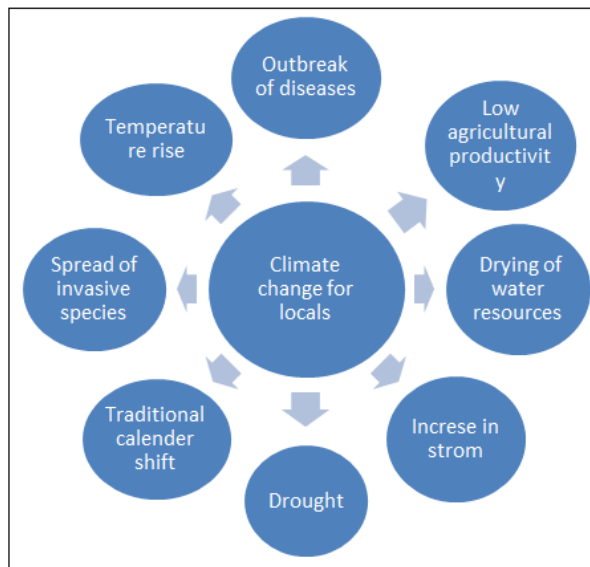 Outbreak
of diseases
Low
agricultural
productivit
y
Drying of
water
resources
Increse in
strom
Drought
Traditional
calender
shift
Spread of
invasive
species
Temperatu
re rise
Climate
change for
locals